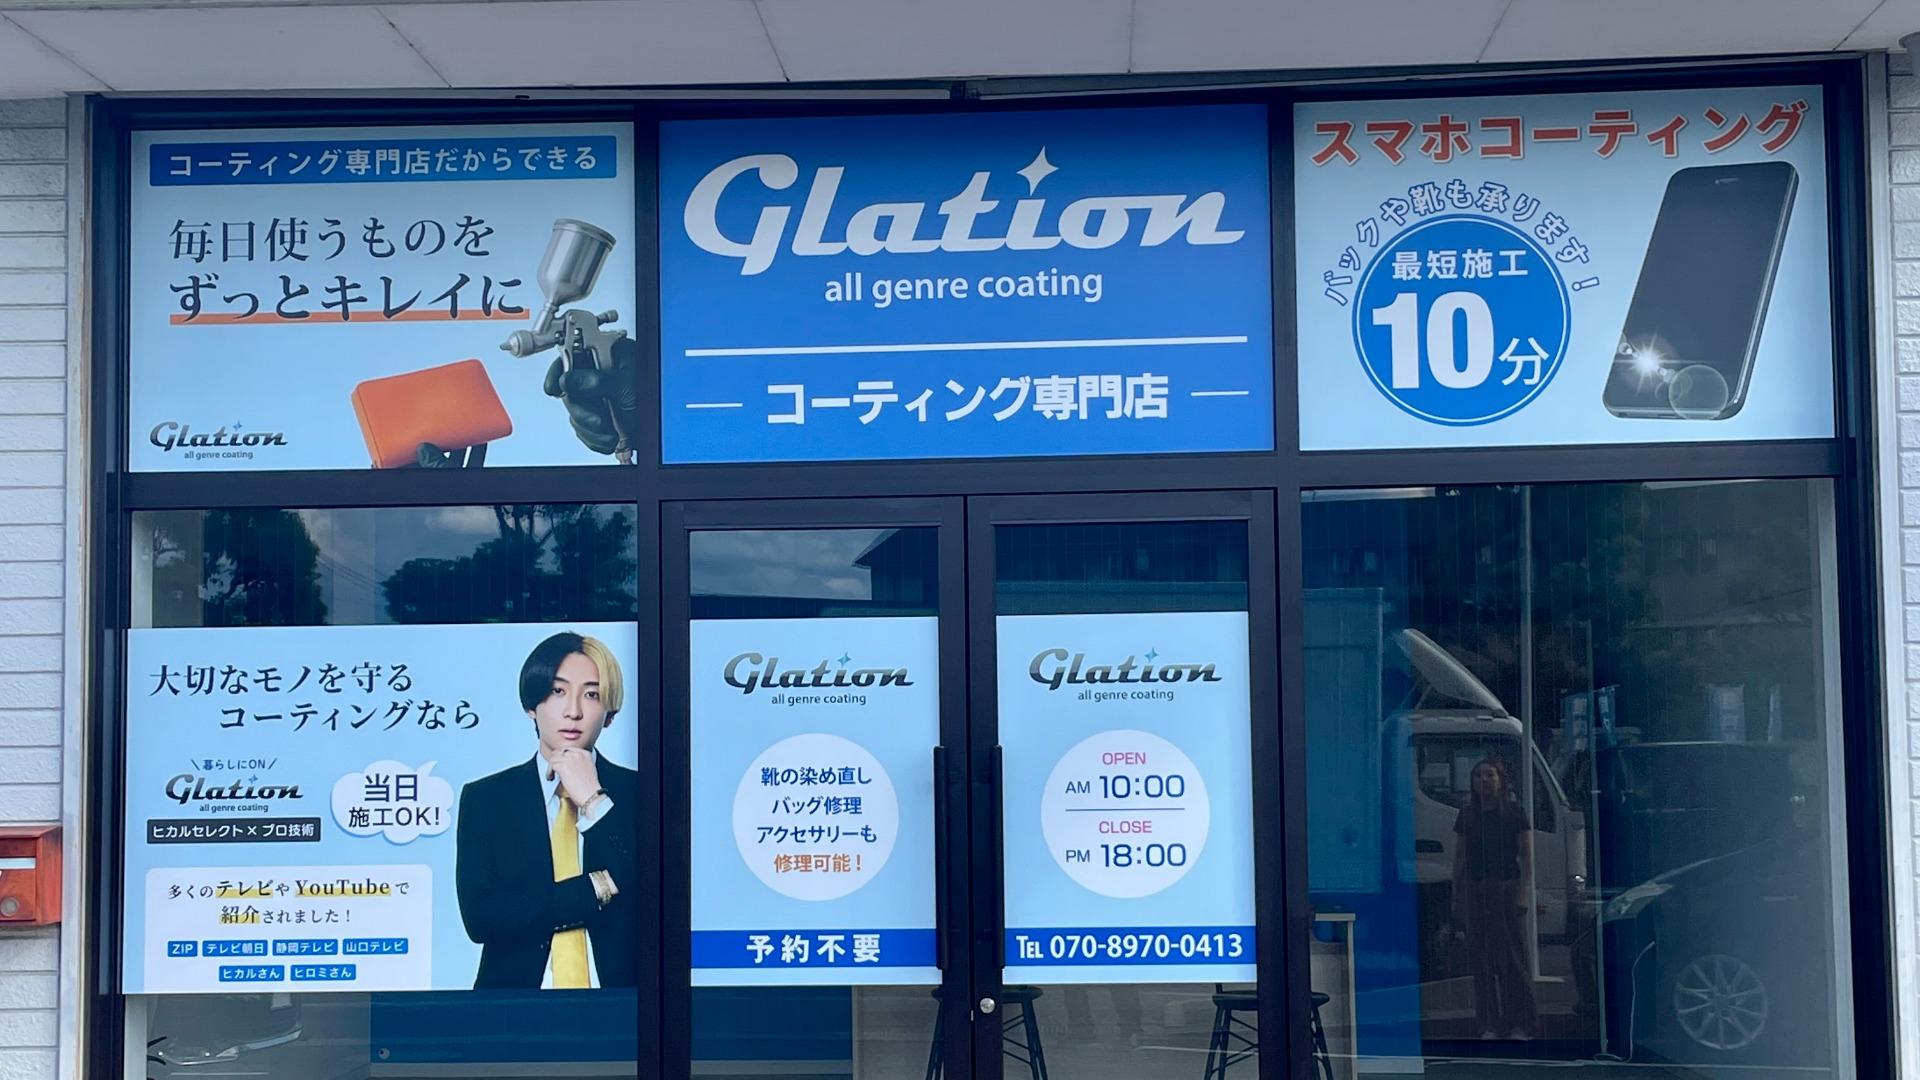 コーティング専門店だからできる
毎日使うものを
ずっとキレイに
Glation
all genre coating
Glation
all genre coating
コーティング専門店
スマホコーティング
バックや靴も承ります!
最短施工
10分
大切なモノを守る
コーティングなら
\暮らしにON/
Glation
all genre coating
ヒカルセレクト×プロ技術
当日
施工OK!
多くのテレビや YouTube で
紹介されました!
ZIP テレビ朝日 静岡テレビ 山口テレビ
ヒカルさん ヒロミさん
Glation
all genre coating
靴の染め直し
バッグ修理
アクセサリーも
修理可能!
予約不要
Glation
all genre coating
OPEN
AM 10:00
CLOSE
PM 18:00
TEL 070-8970-0413